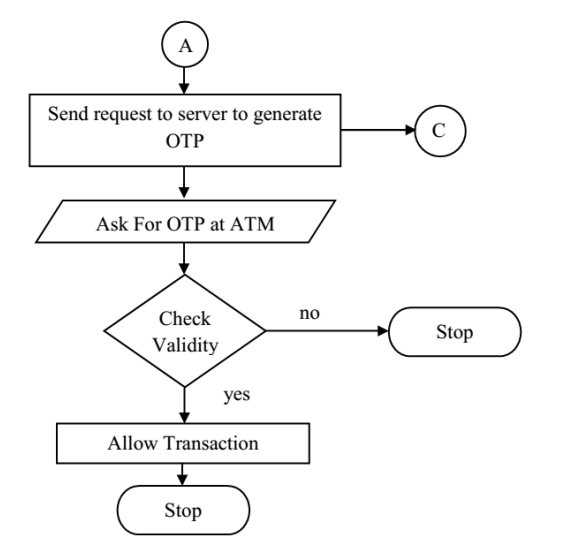 A
Send request to server to generate
OTP
C
Ask For OTP at ATM
Check
Validity
no
Stop
yes
Allow Transaction
Stop